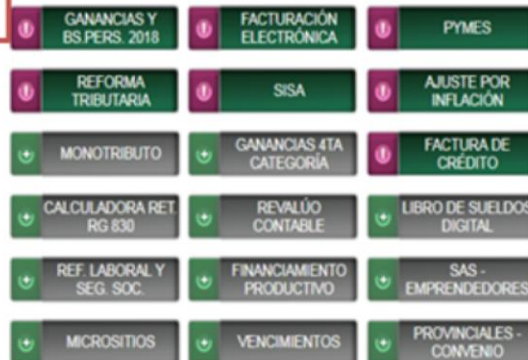 GANANCIAS Y
BS.PERS. 2018
FACTURACIÓN
ELECTRÓNICA
PYMES
REFORMA
TRIBUTARIA
SISA
AJUSTE POR
INFLACIÓN
MONOTRIBUTO
GANANCIAS 4TA
CATEGORÍA
FACTURA DE
CRÉDITO
CALCULADORA RET.
RG 830
REVALÚO
CONTABLE
LIBRO DE SUELDOS
DIGITAL
REF. LABORAL Y
SEG. SOC.
FINANCIAMIENTO
PRODUCTIVO
SAS -
EMPRENDEDORES
MICROSITIOS
VENCIMIENTOS
PROVINCIALES -
CONVENIO